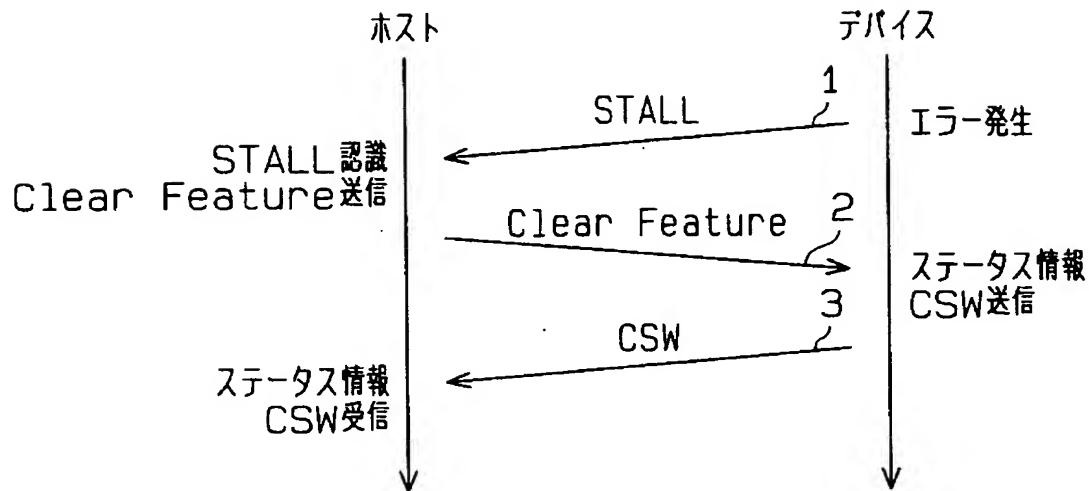 ホスト
デバイス
1
STALL
エラー発生
STALL認識
Clear Feature送信
Clear Feature
2
ステータス情報
CSW送信
3
CSW
ステータス情報
CSW受信